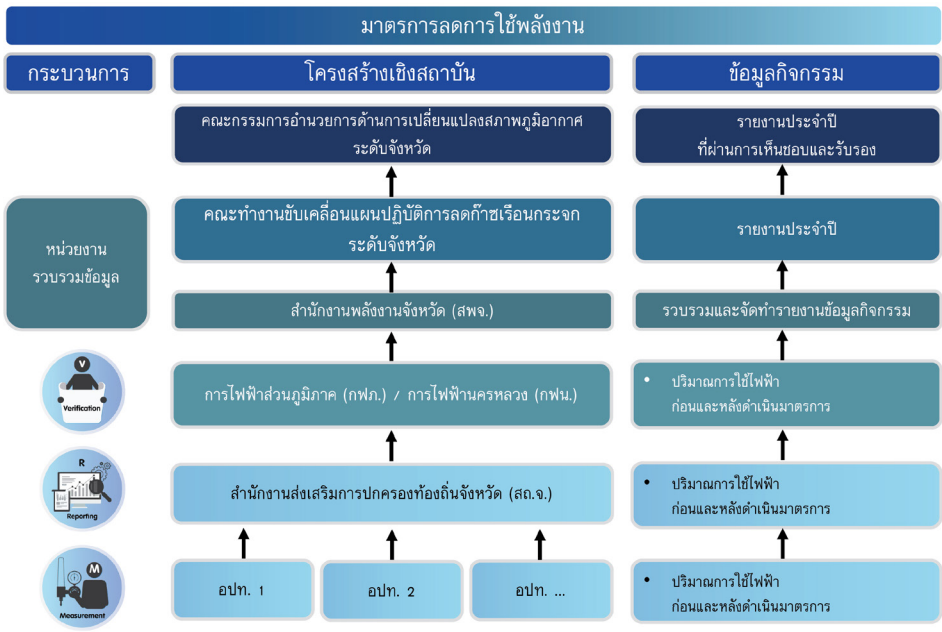 มาตรการลดการใช้พลังงาน
กระบวนการ
โครงสร้างเชิงสถาบัน
ข้อมูลกิจกรรม
คณะกรรมการอำนวยการด้านการเปลี่ยนแปลงสภาพภูมิอากาศ
ระดับจังหวัด
รายงานประจำปี
ที่ผ่านการเห็นชอบและรับรอง
หน่วยงาน
รวบรวมข้อมูล
คณะทำงานขับเคลื่อนแผนปฏิบัติการลดก๊าซเรือนกระจก
ระดับจังหวัด
รายงานประจำปี
สำนักงานพลังงานจังหวัด (สพจ.)
รวบรวมและจัดทำรายงานข้อมูลกิจกรรม
V
Verification
การไฟฟ้าส่วนภูมิภาค (กฟภ.) / การไฟฟ้านครหลวง (กฟน.)
• ปริมาณการใช้ไฟฟ้า
ก่อนและหลังดำเนินมาตรการ
R
Reporting
สำนักงานส่งเสริมการปกครองท้องถิ่นจังหวัด (สถ.จ.)
• ปริมาณการใช้ไฟฟ้า
ก่อนและหลังดำเนินมาตรการ
M
Measurement
อปท. 1
อปท. 2
อปท. ...
• ปริมาณการใช้ไฟฟ้า
ก่อนและหลังดำเนินมาตรการ